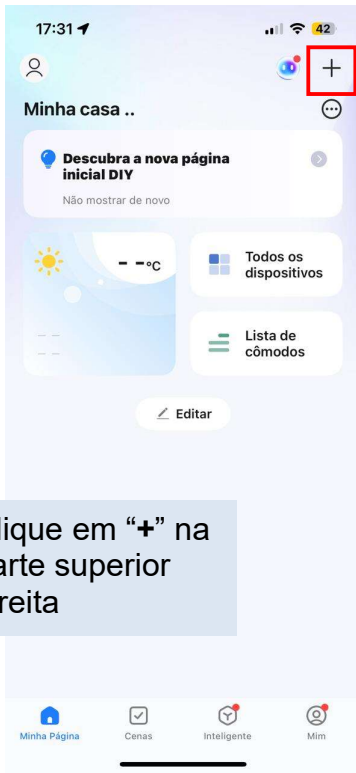 17:31
42
+
Minha casa ..
Descubra a nova página
inicial DIY
Não mostrar de novo
- -°C
Todos os
dispositivos
-- --
-- --
Lista de
cômodos
Editar
lique em “+” na
arte superior
reita
Minha Página Cenas Inteligente Mim